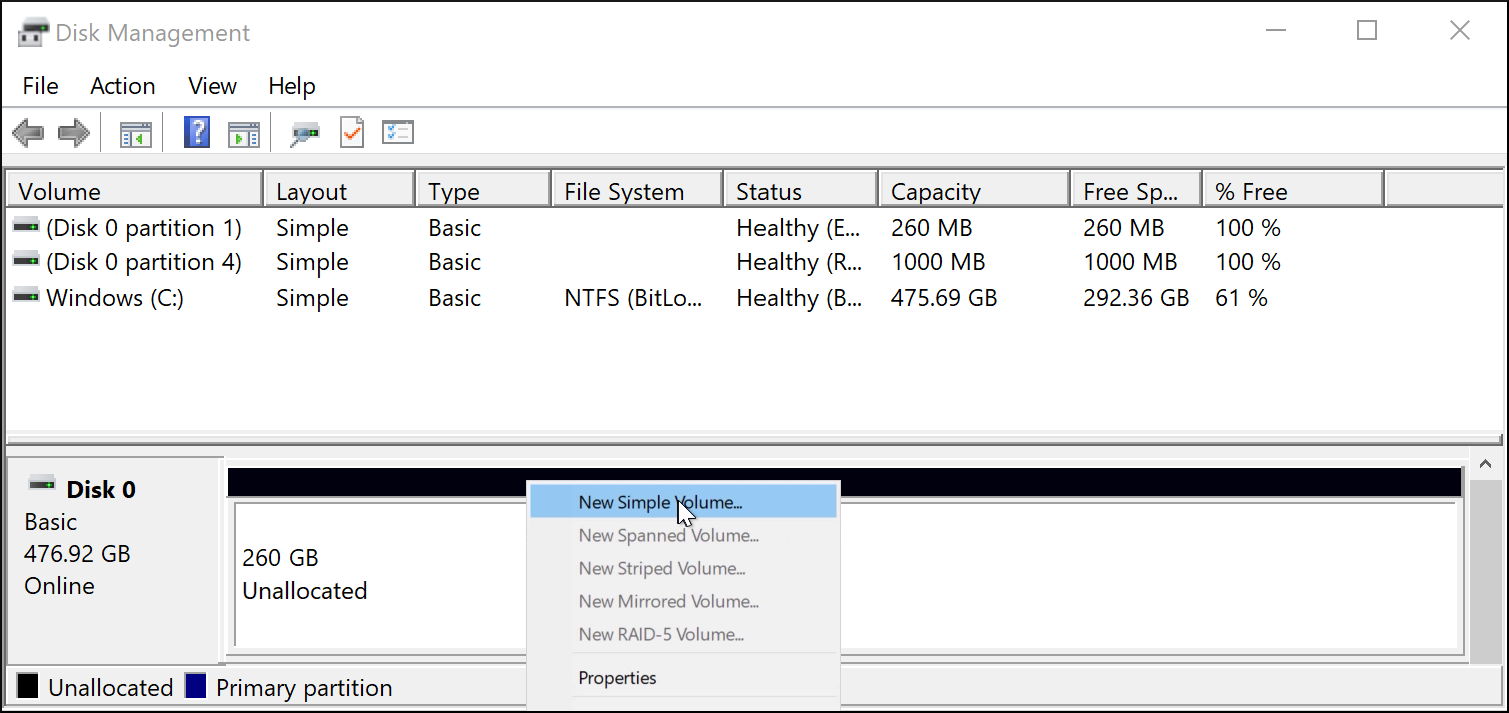 Disk Management
File Action View Help
Volume Layout Type File System Status Capacity Free Sp... % Free
(Disk 0 partition 1) Simple Basic Healthy (E... 260 MB 260 MB 100 %
(Disk 0 partition 4) Simple Basic Healthy (R... 1000 MB 1000 MB 100 %
Windows (C:) Simple Basic NTFS (BitLo... Healthy (B... 475.69 GB 292.36 GB 61 %
Disk 0
Basic
476.92 GB
Online
260 GB
Unallocated
New Simple Volume...
New Spanned Volume...
New Striped Volume...
New Mirrored Volume...
New RAID-5 Volume...
Properties
Unallocated Primary partition